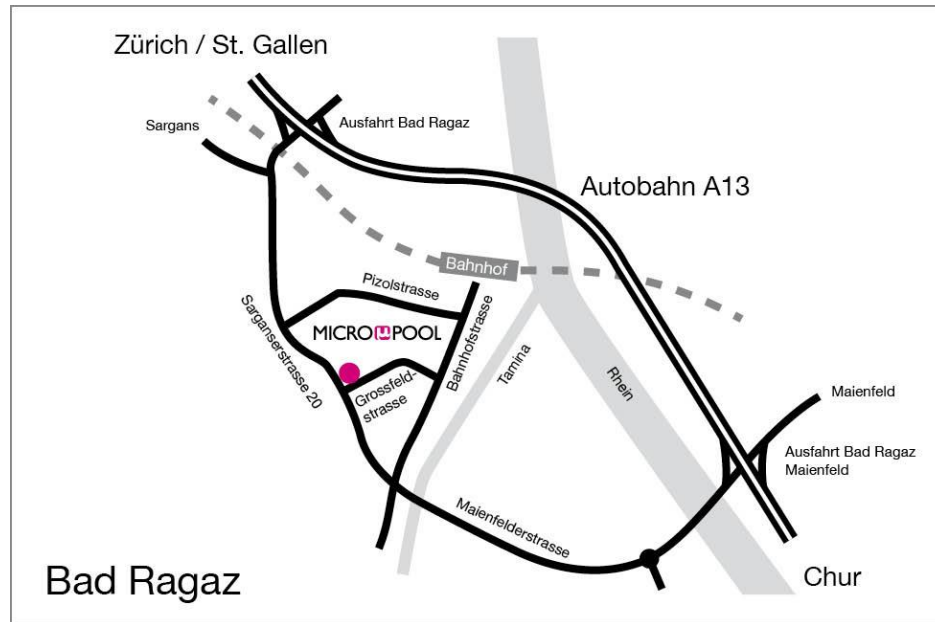 Zürich / St. Gallen
Sargans
Ausfahrt Bad Ragaz
Autobahn A13
Bahnhof
Pizolstrasse
MICROµPOOL
Sarganserstrasse 20
Grossfeld-
strasse
Bahnhofstrasse
Tamina
Rhein
Maienfeld
Ausfahrt Bad Ragaz
Maienfeld
Maienfelderstrasse
Bad Ragaz
Chur